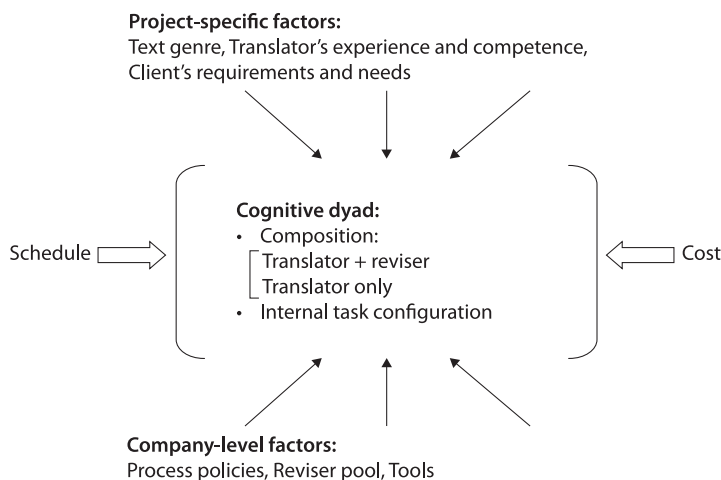 Project-specific factors:
Text genre, Translator’s experience and competence,
Client’s requirements and needs
Cognitive dyad:
• Composition:
Translator + reviser
Translator only
• Internal task configuration
Schedule
Cost
Company-level factors:
Process policies, Reviser pool, Tools